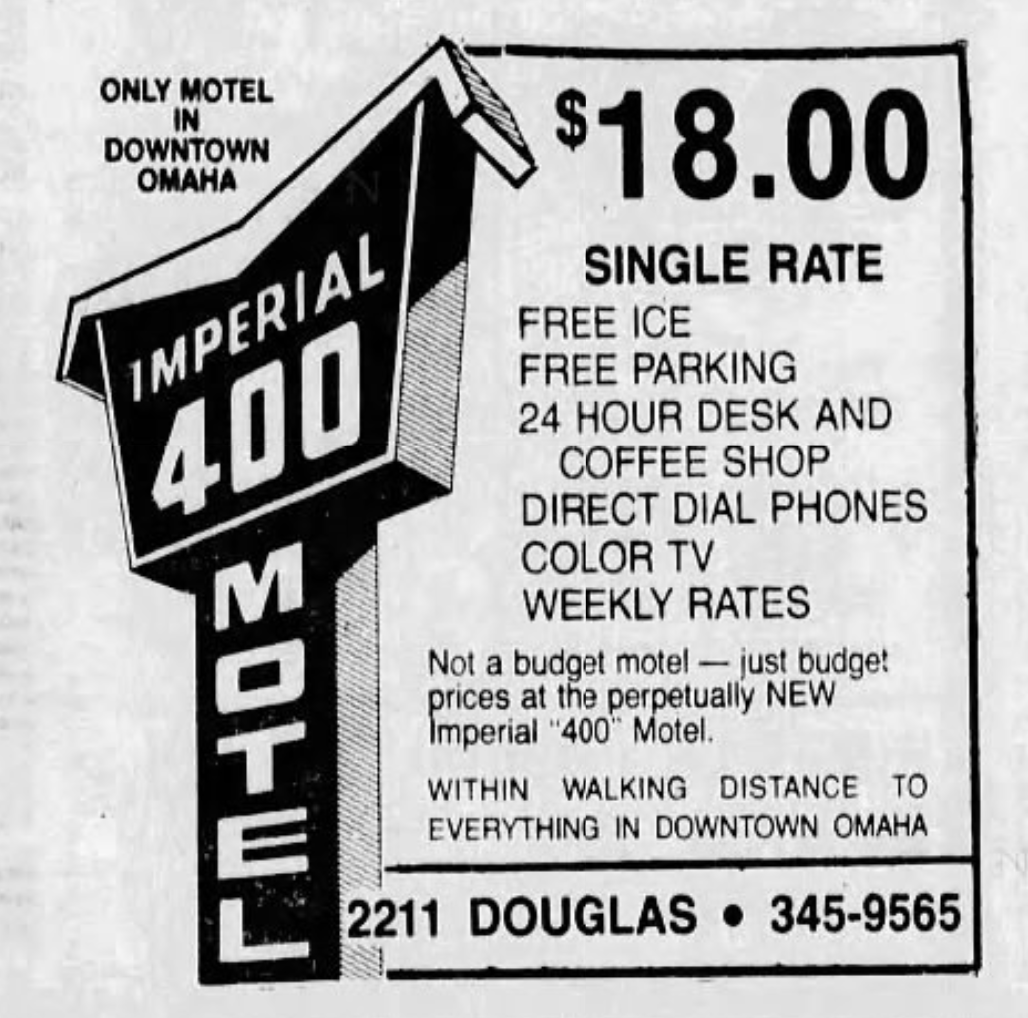 ONLY MOTEL
IN
DOWNTOWN
OMAHA
IMPERIAL
400
MOTEL
$18.00
SINGLE RATE
FREE ICE
FREE PARKING
24 HOUR DESK AND
COFFEE SHOP
DIRECT DIAL PHONES
COLOR TV
WEEKLY RATES
Not a budget motel — just budget
prices at the perpetually NEW
Imperial "400" Motel.
WITHIN WALKING DISTANCE TO
EVERYTHING IN DOWNTOWN OMAHA
2211 DOUGLAS • 345-9565